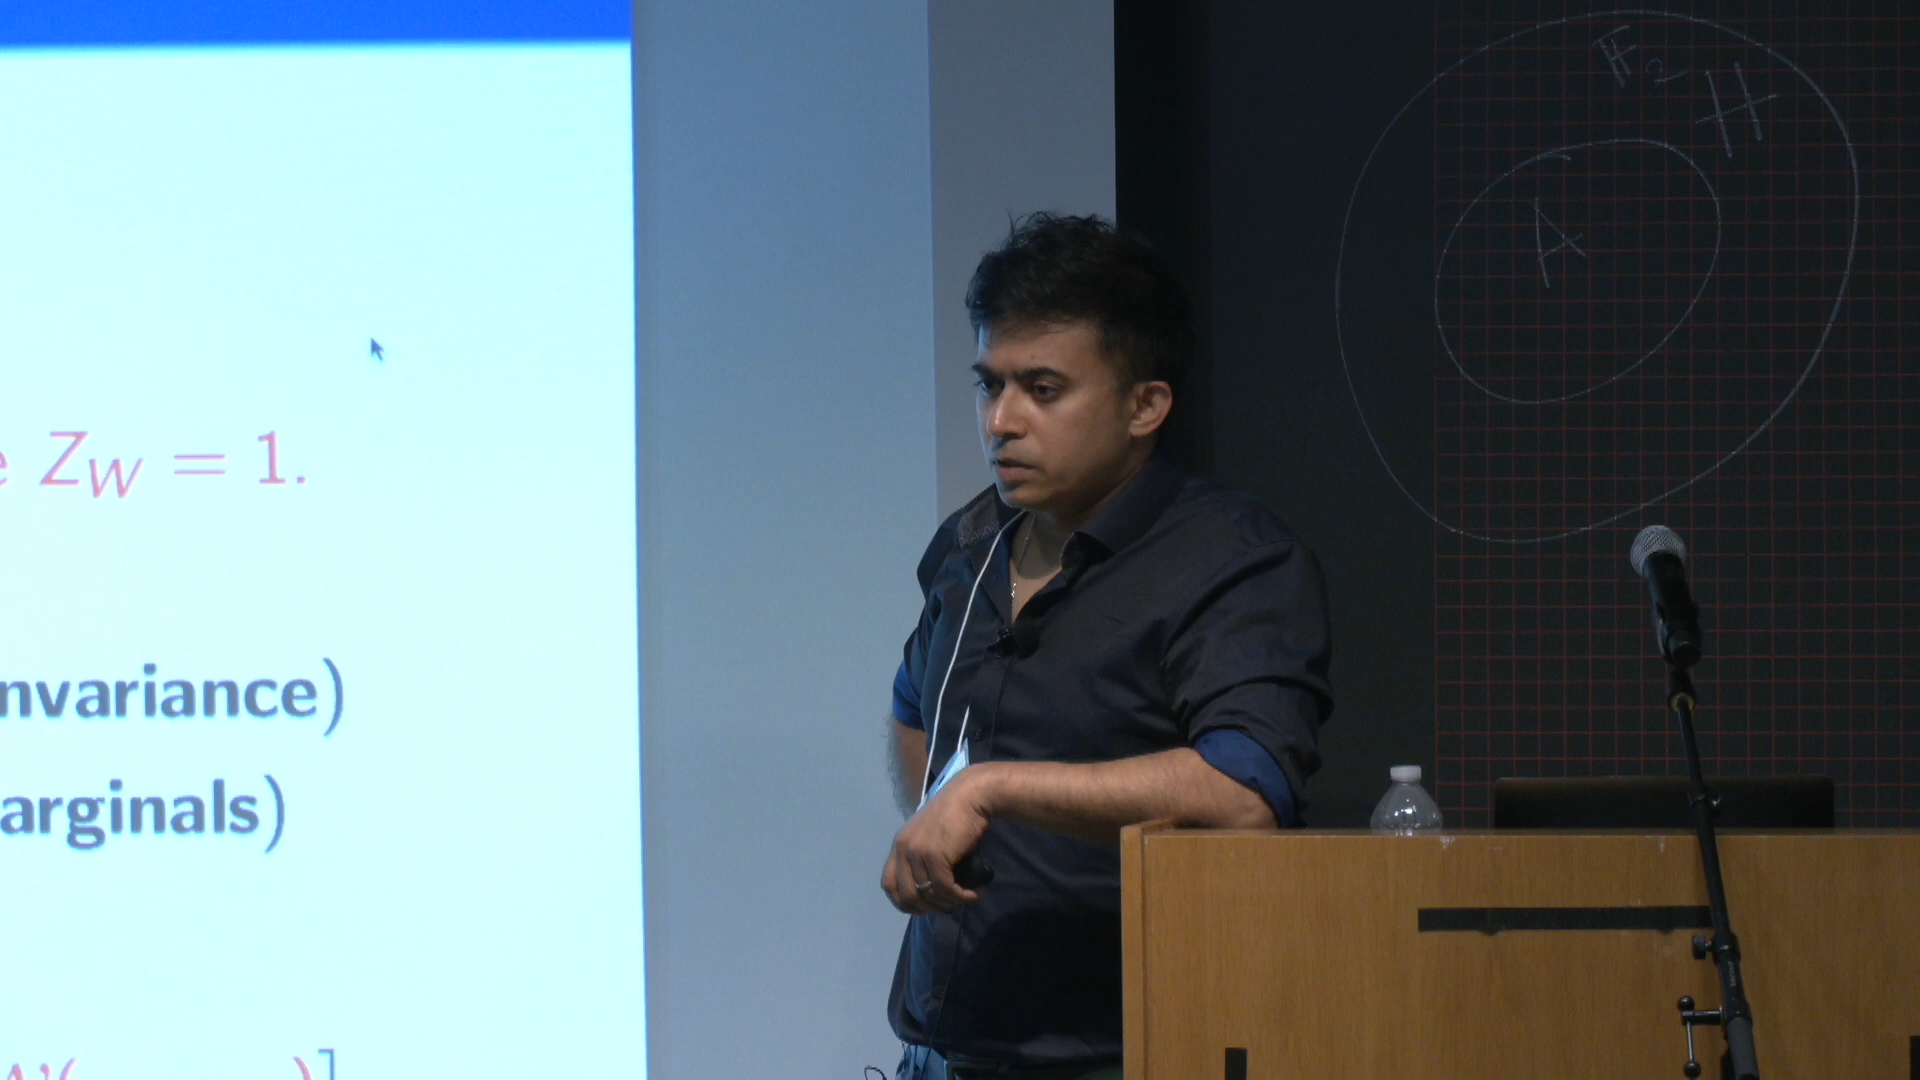 Z_W = 1.
nvariance)
arginals)
𝔽₂
H
A